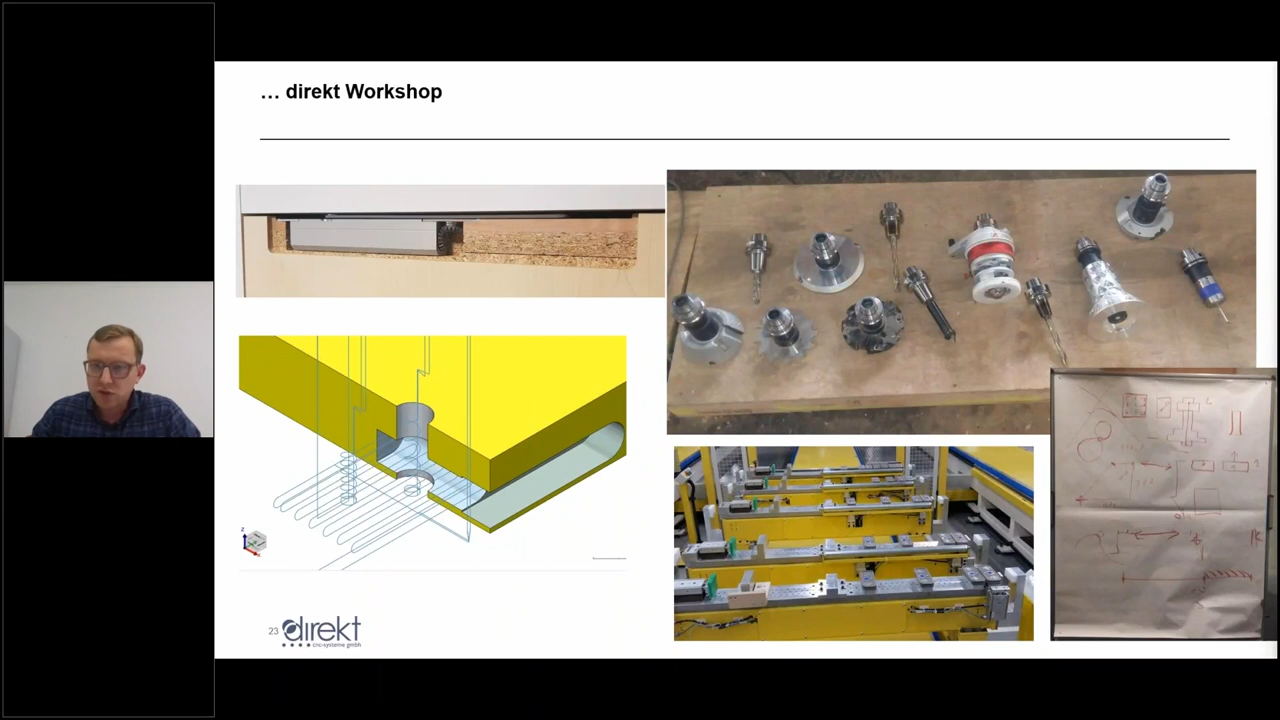 … direkt Workshop
z
23
direkt
cnc-systeme gmbh